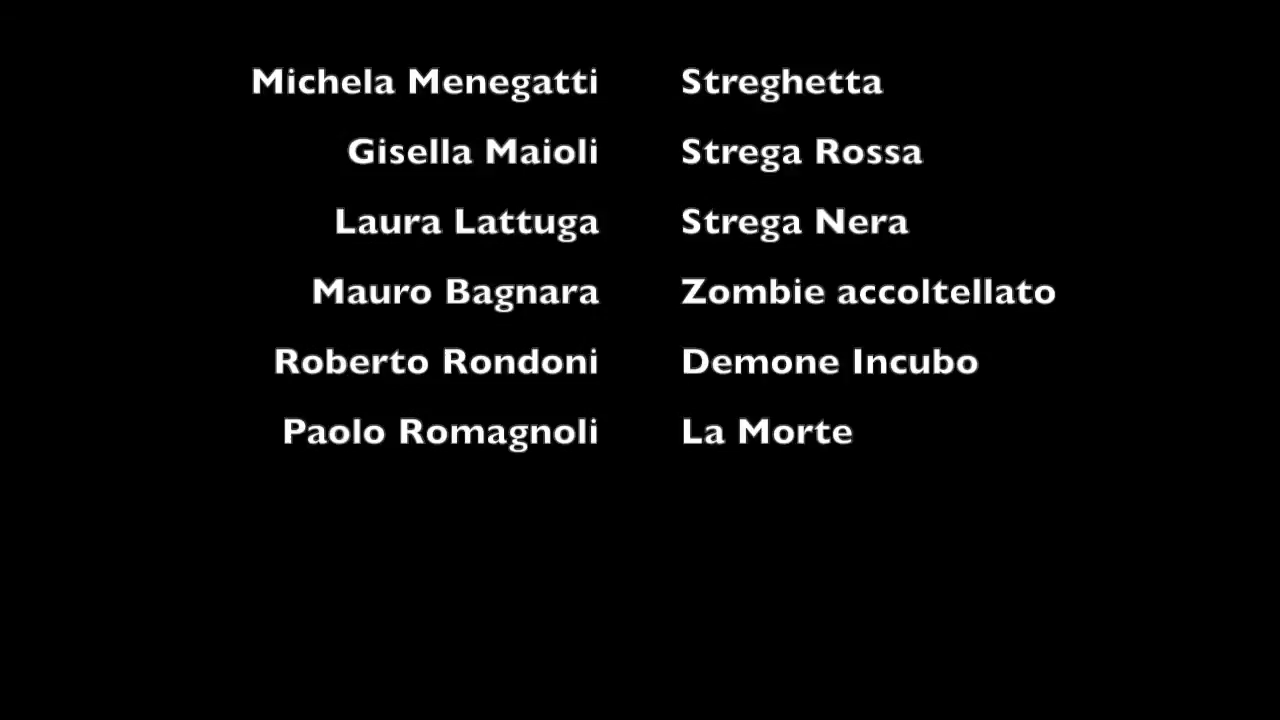 Michela Menegatti Streghetta
Gisella Maioli Strega Rossa
Laura Lattuga Strega Nera
Mauro Bagnara Zombie accoltellato
Roberto Rondoni Demone Incubo
Paolo Romagnoli La Morte